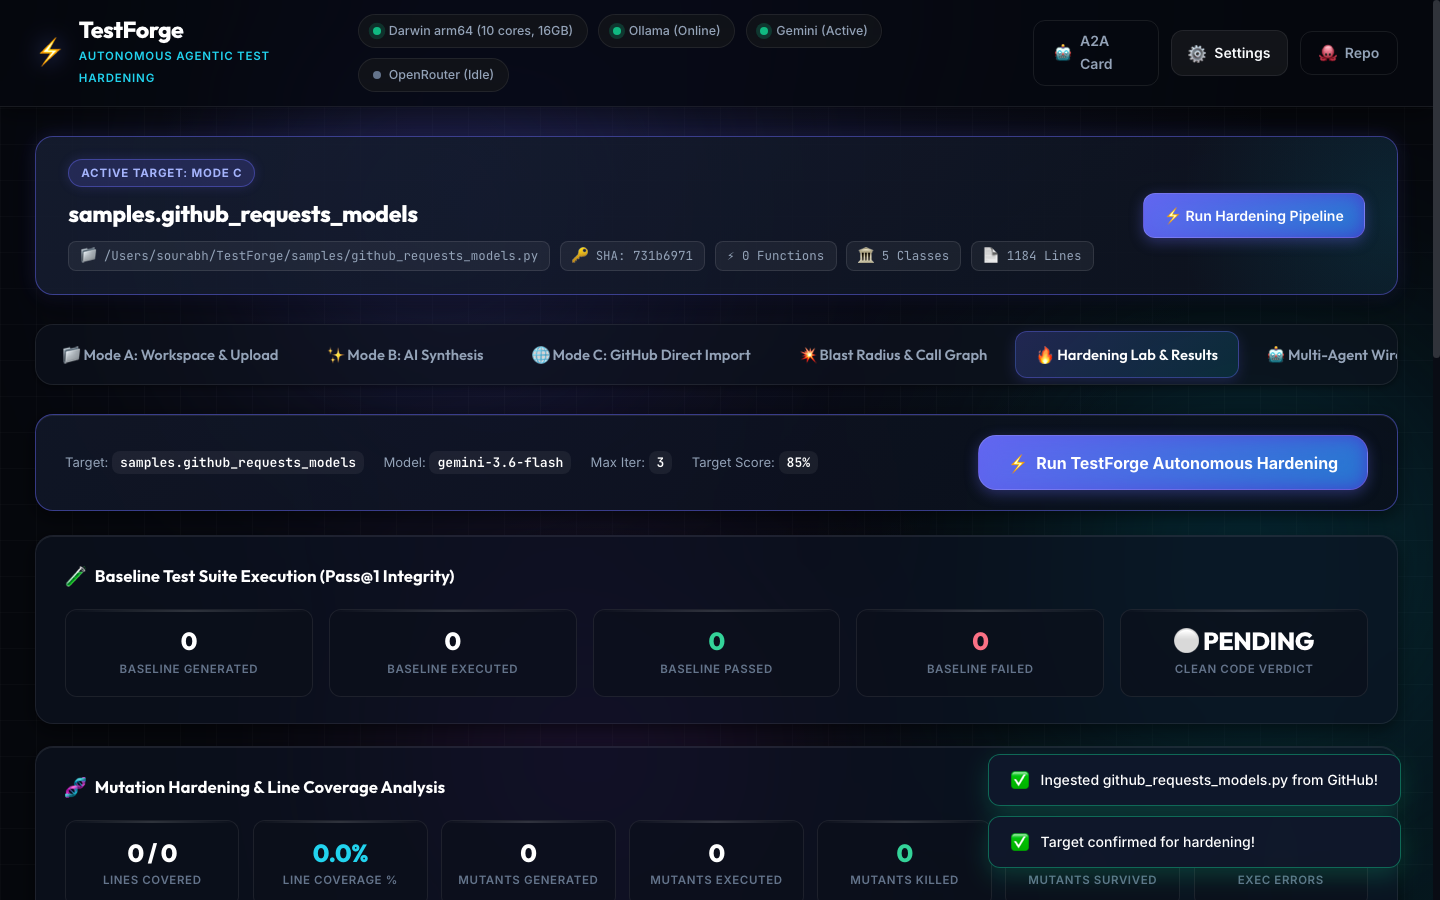 TestForge
AUTONOMOUS AGENTIC TEST
HARDENING
Darwin arm64 (10 cores, 16GB)
Ollama (Online)
Gemini (Active)
OpenRouter (Idle)
A2A
Card
Settings
Repo
ACTIVE TARGET: MODE C
samples.github_requests_models
/Users/sourabh/TestForge/samples/github_requests_models.py
SHA: 731b6971
⚡ 0 Functions
5 Classes
1184 Lines
Run Hardening Pipeline
Mode A: Workspace & Upload
Mode B: AI Synthesis
Mode C: GitHub Direct Import
Blast Radius & Call Graph
Hardening Lab & Results
Multi-Agent Wir
Target: samples.github_requests_models
Model: gemini-3.6-flash
Max Iter: 3
Target Score: 85%
Run TestForge Autonomous Hardening
Baseline Test Suite Execution (Pass@1 Integrity)
0
BASELINE GENERATED
0
BASELINE EXECUTED
0
BASELINE PASSED
0
BASELINE FAILED
PENDING
CLEAN CODE VERDICT
Mutation Hardening & Line Coverage Analysis
0 / 0
LINES COVERED
0.0%
LINE COVERAGE %
0
MUTANTS GENERATED
0
MUTANTS EXECUTED
0
MUTANTS KILLED
MUTANTS SURVIVED
EXEC ERRORS
Ingested github_requests_models.py from GitHub!
Target confirmed for hardening!